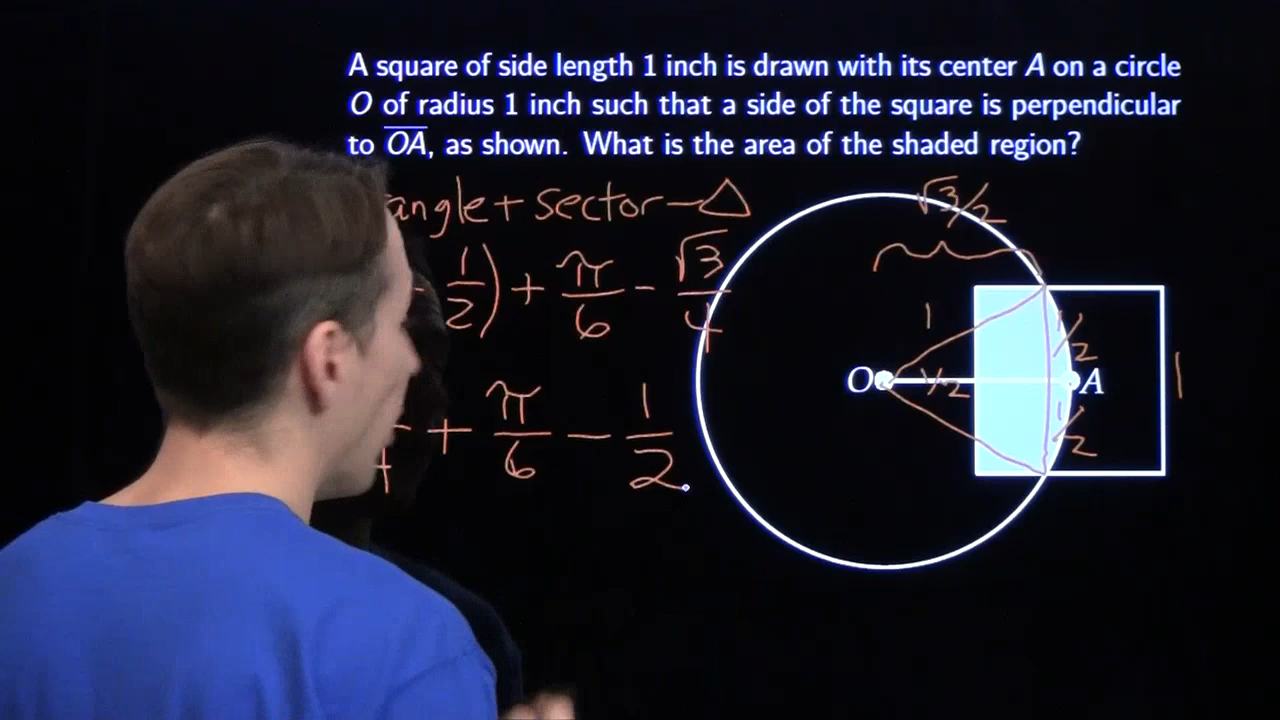 A square of side length 1 inch is drawn with its center A on a circle
O of radius 1 inch such that a side of the square is perpendicular
to O̅A̅, as shown. What is the area of the shaded region?
angle + sector - △
- 1/2) + π/6 - √3/4
+ π/6 - 1/2
√3/2
1
1/2
1/2
1/2
1
O
A